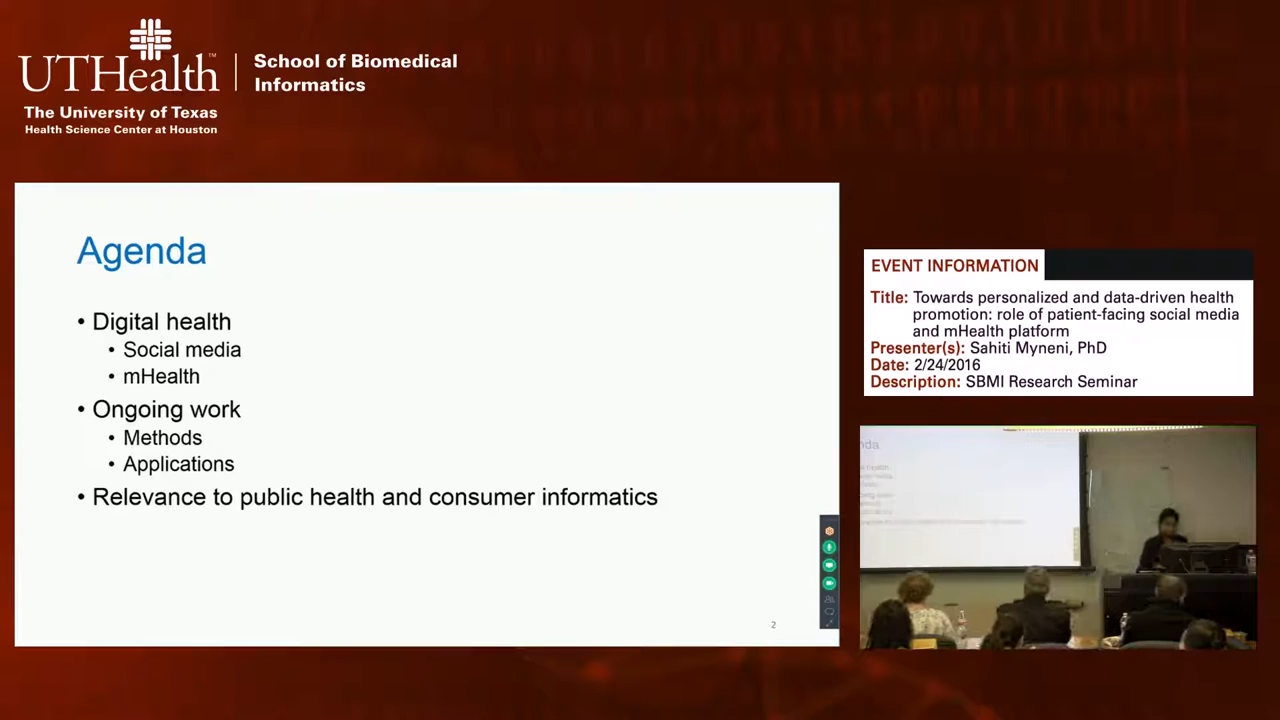 UTHealth™
The University of Texas
Health Science Center at Houston
School of Biomedical
Informatics
Agenda
• Digital health
• Social media
• mHealth
• Ongoing work
• Methods
• Applications
• Relevance to public health and consumer informatics
2
EVENT INFORMATION
Title: Towards personalized and data-driven health
promotion: role of patient-facing social media
and mHealth platform
Presenter(s): Sahiti Myneni, PhD
Date: 2/24/2016
Description: SBMI Research Seminar